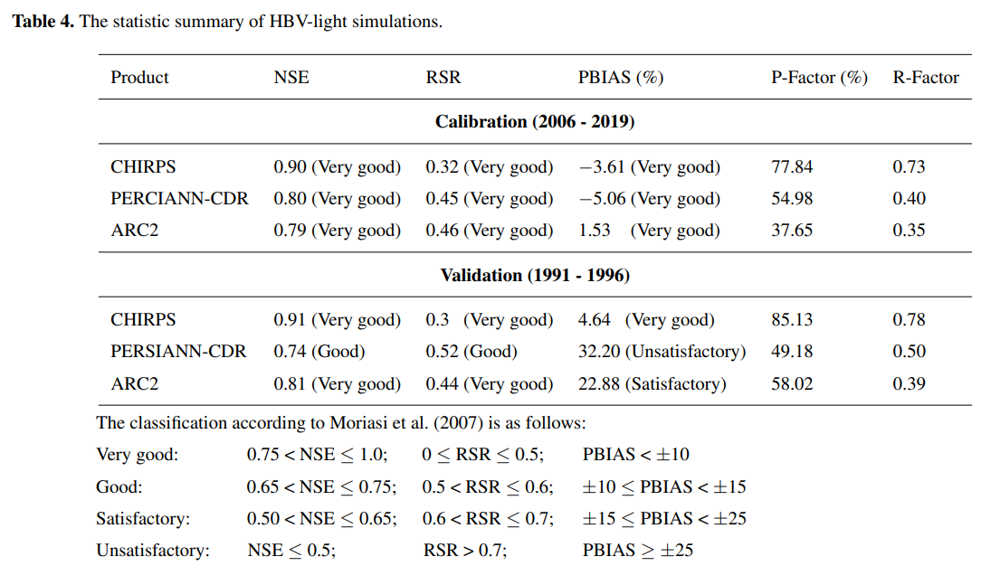 Table 4. The statistic summary of HBV-light simulations.
Product NSE RSR PBIAS (%) P-Factor (%) R-Factor
Calibration (2006 - 2019)
CHIRPS 0.90 (Very good) 0.32 (Very good) −3.61 (Very good) 77.84 0.73
PERCIANN-CDR 0.80 (Very good) 0.45 (Very good) −5.06 (Very good) 54.98 0.40
ARC2 0.79 (Very good) 0.46 (Very good) 1.53 (Very good) 37.65 0.35
Validation (1991 - 1996)
CHIRPS 0.91 (Very good) 0.3 (Very good) 4.64 (Very good) 85.13 0.78
PERSIANN-CDR 0.74 (Good) 0.52 (Good) 32.20 (Unsatisfactory) 49.18 0.50
ARC2 0.81 (Very good) 0.44 (Very good) 22.88 (Satisfactory) 58.02 0.39
The classification according to Moriasi et al. (2007) is as follows:
Very good: 0.75 < NSE ≤ 1.0; 0 ≤ RSR ≤ 0.5; PBIAS < ±10
Good: 0.65 < NSE ≤ 0.75; 0.5 < RSR ≤ 0.6; ±10 ≤ PBIAS < ±15
Satisfactory: 0.50 < NSE ≤ 0.65; 0.6 < RSR ≤ 0.7; ±15 ≤ PBIAS < ±25
Unsatisfactory: NSE ≤ 0.5; RSR > 0.7; PBIAS ≥ ±25